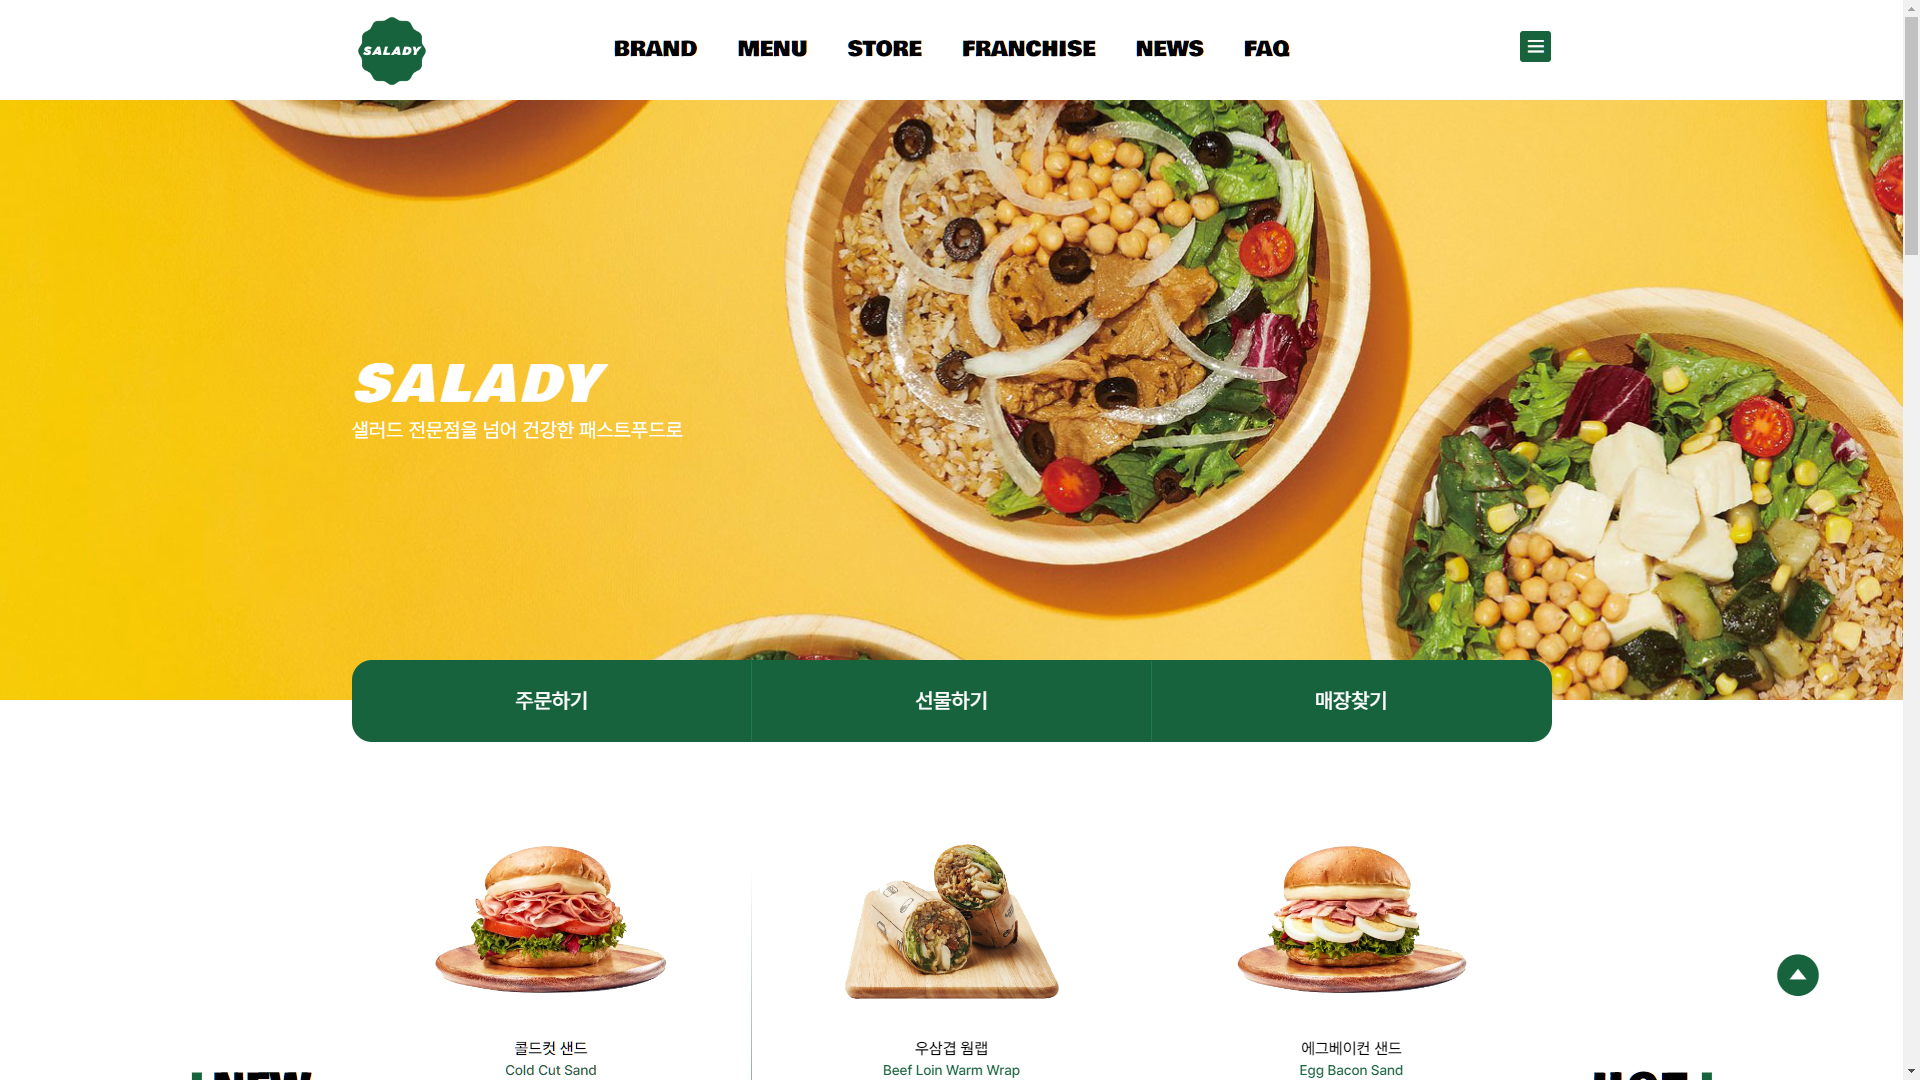 SALADY
BRAND MENU STORE FRANCHISE NEWS FAQ
SALADY
샐러드 전문점을 넘어 건강한 패스트푸드로
주문하기 선물하기 매장찾기
콜드컷 샌드
Cold Cut Sand
우삼겹 웜랩
Beef Loin Warm Wrap
에그베이컨 샌드
Egg Bacon Sand
NEW
HOT